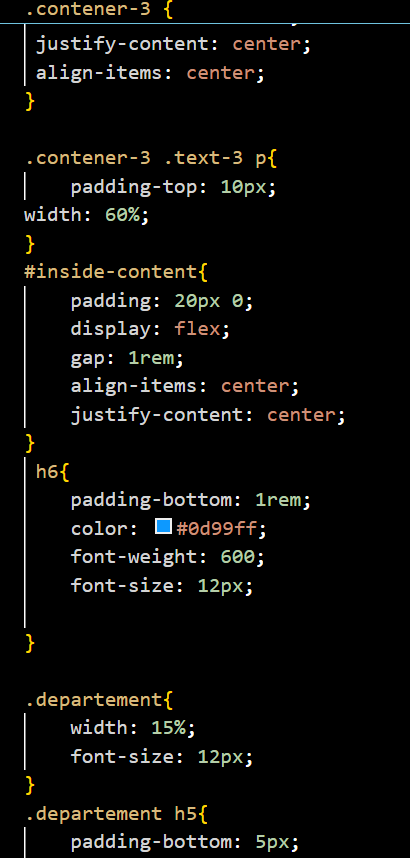 .contener-3 {
justify-content: center;
align-items: center;
}
.contener-3 .text-3 p{
padding-top: 10px;
width: 60%;
}
#inside-content{
padding: 20px 0;
display: flex;
gap: 1rem;
align-items: center;
justify-content: center;
}
h6{
padding-bottom: 1rem;
color: #0d99ff;
font-weight: 600;
font-size: 12px;
}
.departement{
width: 15%;
font-size: 12px;
}
.departement h5{
padding-bottom: 5px;